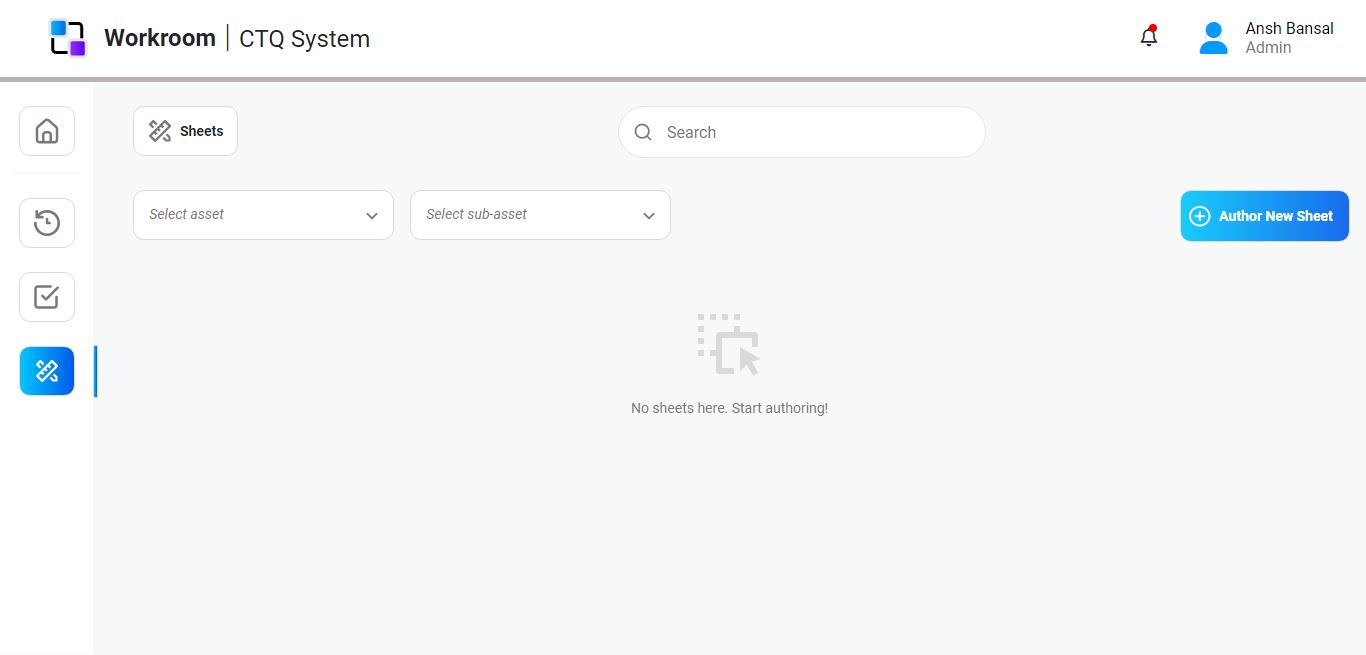 Workroom | CTQ System
Ansh Bansal
Admin
Sheets
Search
Select asset
Select sub-asset
Author New Sheet
No sheets here. Start authoring!